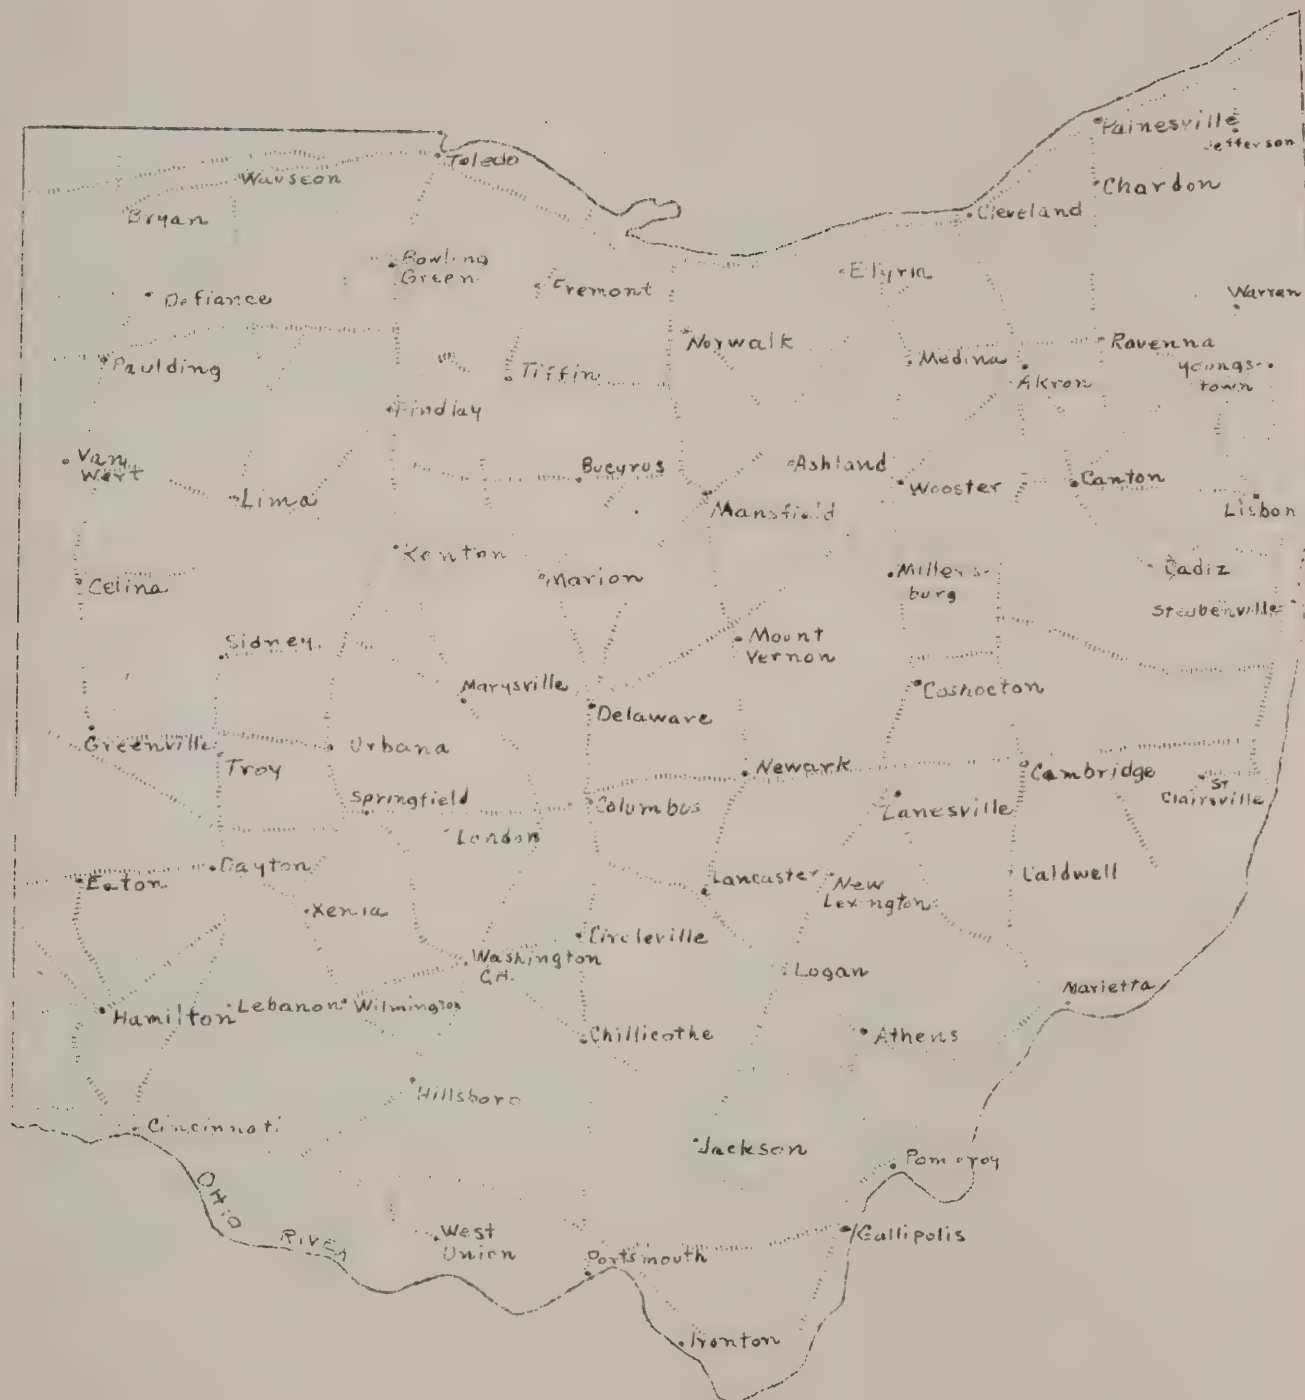 Painesville
Jefferson
Toledo
Wauseon
Chardon
Bryan
Cleveland
Bowling
Green
Elyria
Fremont
Defiance
Warren
Norwalk
Ravenna
Paulding
Tiffin
Medina
Akron
Youngs-
town
Findlay
Van
Wert
Bucyrus
Ashland
Lima
Wooster
Canton
Mansfield
Lisbon
Kenton
Marion
Celina
Millers-
burg
Cadiz
Steubenville
Sidney
Mount
Vernon
Marysville
Coshocton
Delaware
Greenville
Urbana
Troy
Newark
Cambridge
St
Clairsville
Springfield
Columbus
Zanesville
London
Dayton
Eaton
Lancaster
New
Lexington
Caldwell
Xenia
Circleville
Washington
C.H.
Logan
Hamilton
Lebanon
Wilmington
Marietta
Chillicothe
Athens
Hillsboro
Cincinnati
Jackson
Pomeroy
OHIO
RIVER
West
Union
Gallipolis
Portsmouth
Ironton